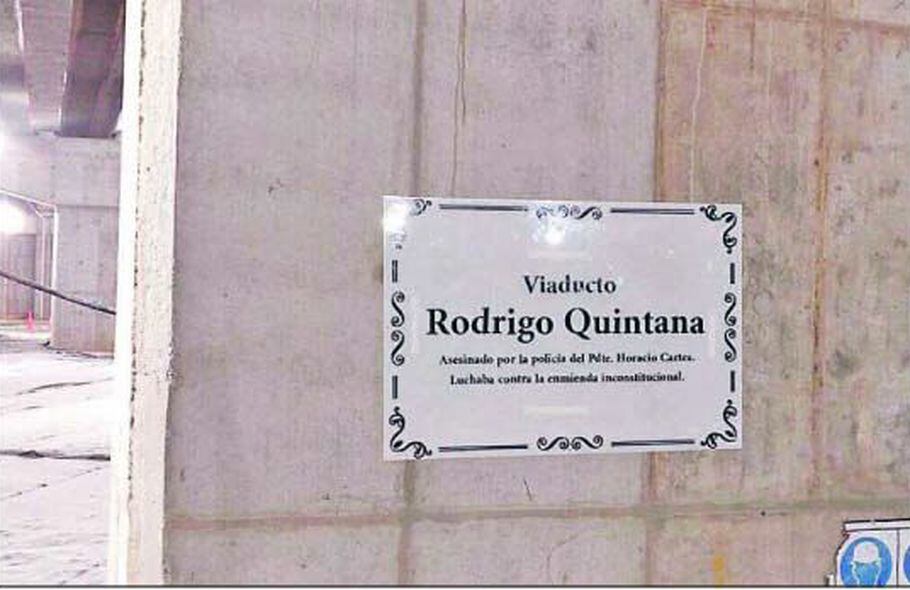 Viaducto
Rodrigo Quintana
Asesinado por la policía del Pdte. Horacio Cartes.
Luchaba contra la enmienda inconstitucional.